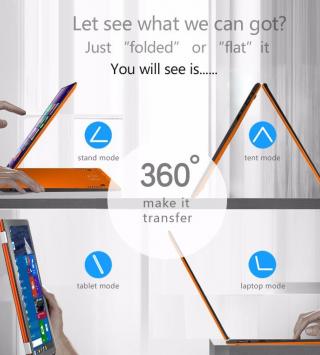 Let see what we can got?
Just “folded” or “flat” it
You will see is......
stand mode
tent mode
360°
make it
transfer
tablet mode
laptop mode